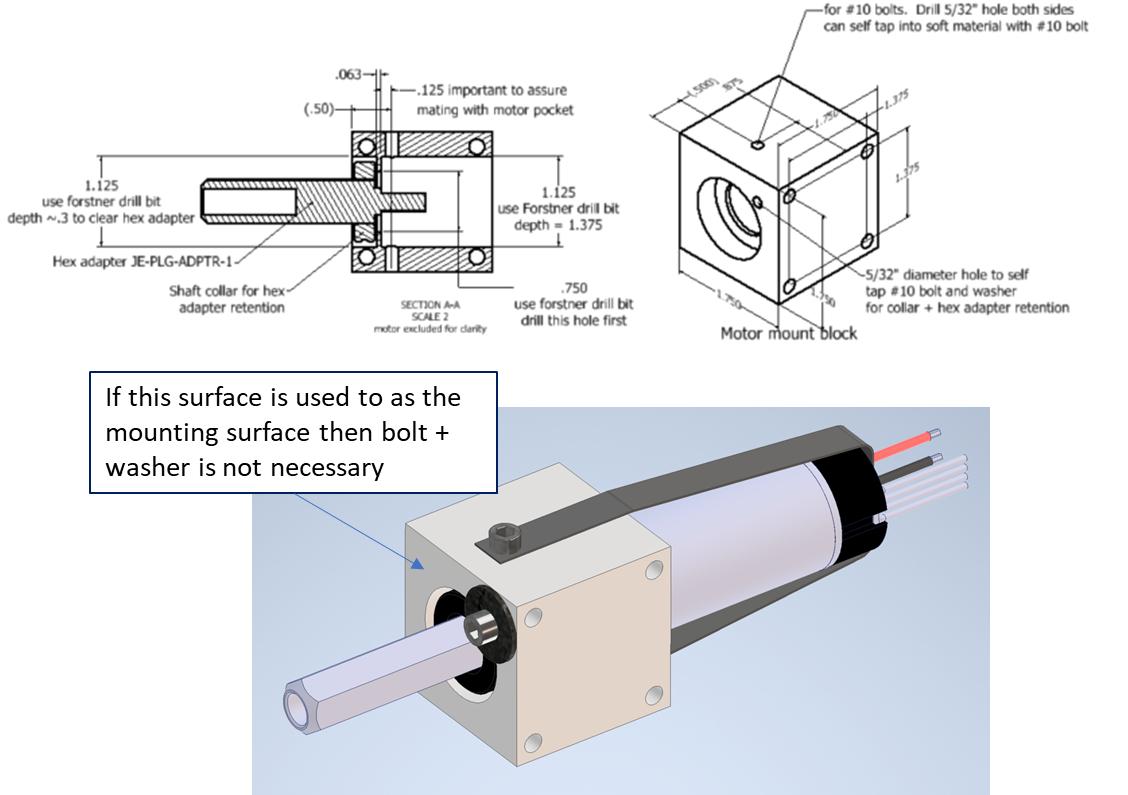 for #10 bolts. Drill 5/32" hole both sides
can self tap into soft material with #10 bolt
.063
.125 important to assure
mating with motor pocket
(.50)
1.125
use forstner drill bit
depth ~.3 to clear hex adapter
1.125
use Forstner drill bit
depth = 1.375
Hex adapter JE-PLG-ADPTR-1
Shaft collar for hex
adapter retention
SECTION A-A
SCALE 2
motor excluded for clarity
.750
use forstner drill bit
drill this hole first
(.500)
.875
1.750
1.375
1.375
5/32" diameter hole to self
tap #10 bolt and washer
for collar + hex adapter retention
1.750
1.750
Motor mount block
If this surface is used to as the
mounting surface then bolt +
washer is not necessary